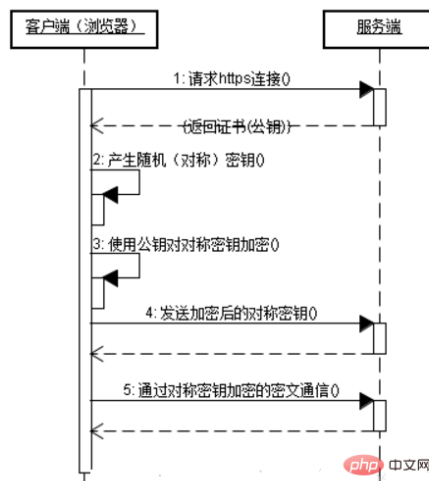 客户端（浏览器）
服务端
1: 请求https连接()
(返回证书(公钥))
2: 产生随机（对称）密钥()
3: 使用公钥对对称密钥加密()
4: 发送加密后的对称密钥()
5: 通过对称密钥加密的密文通信()
php 中文网